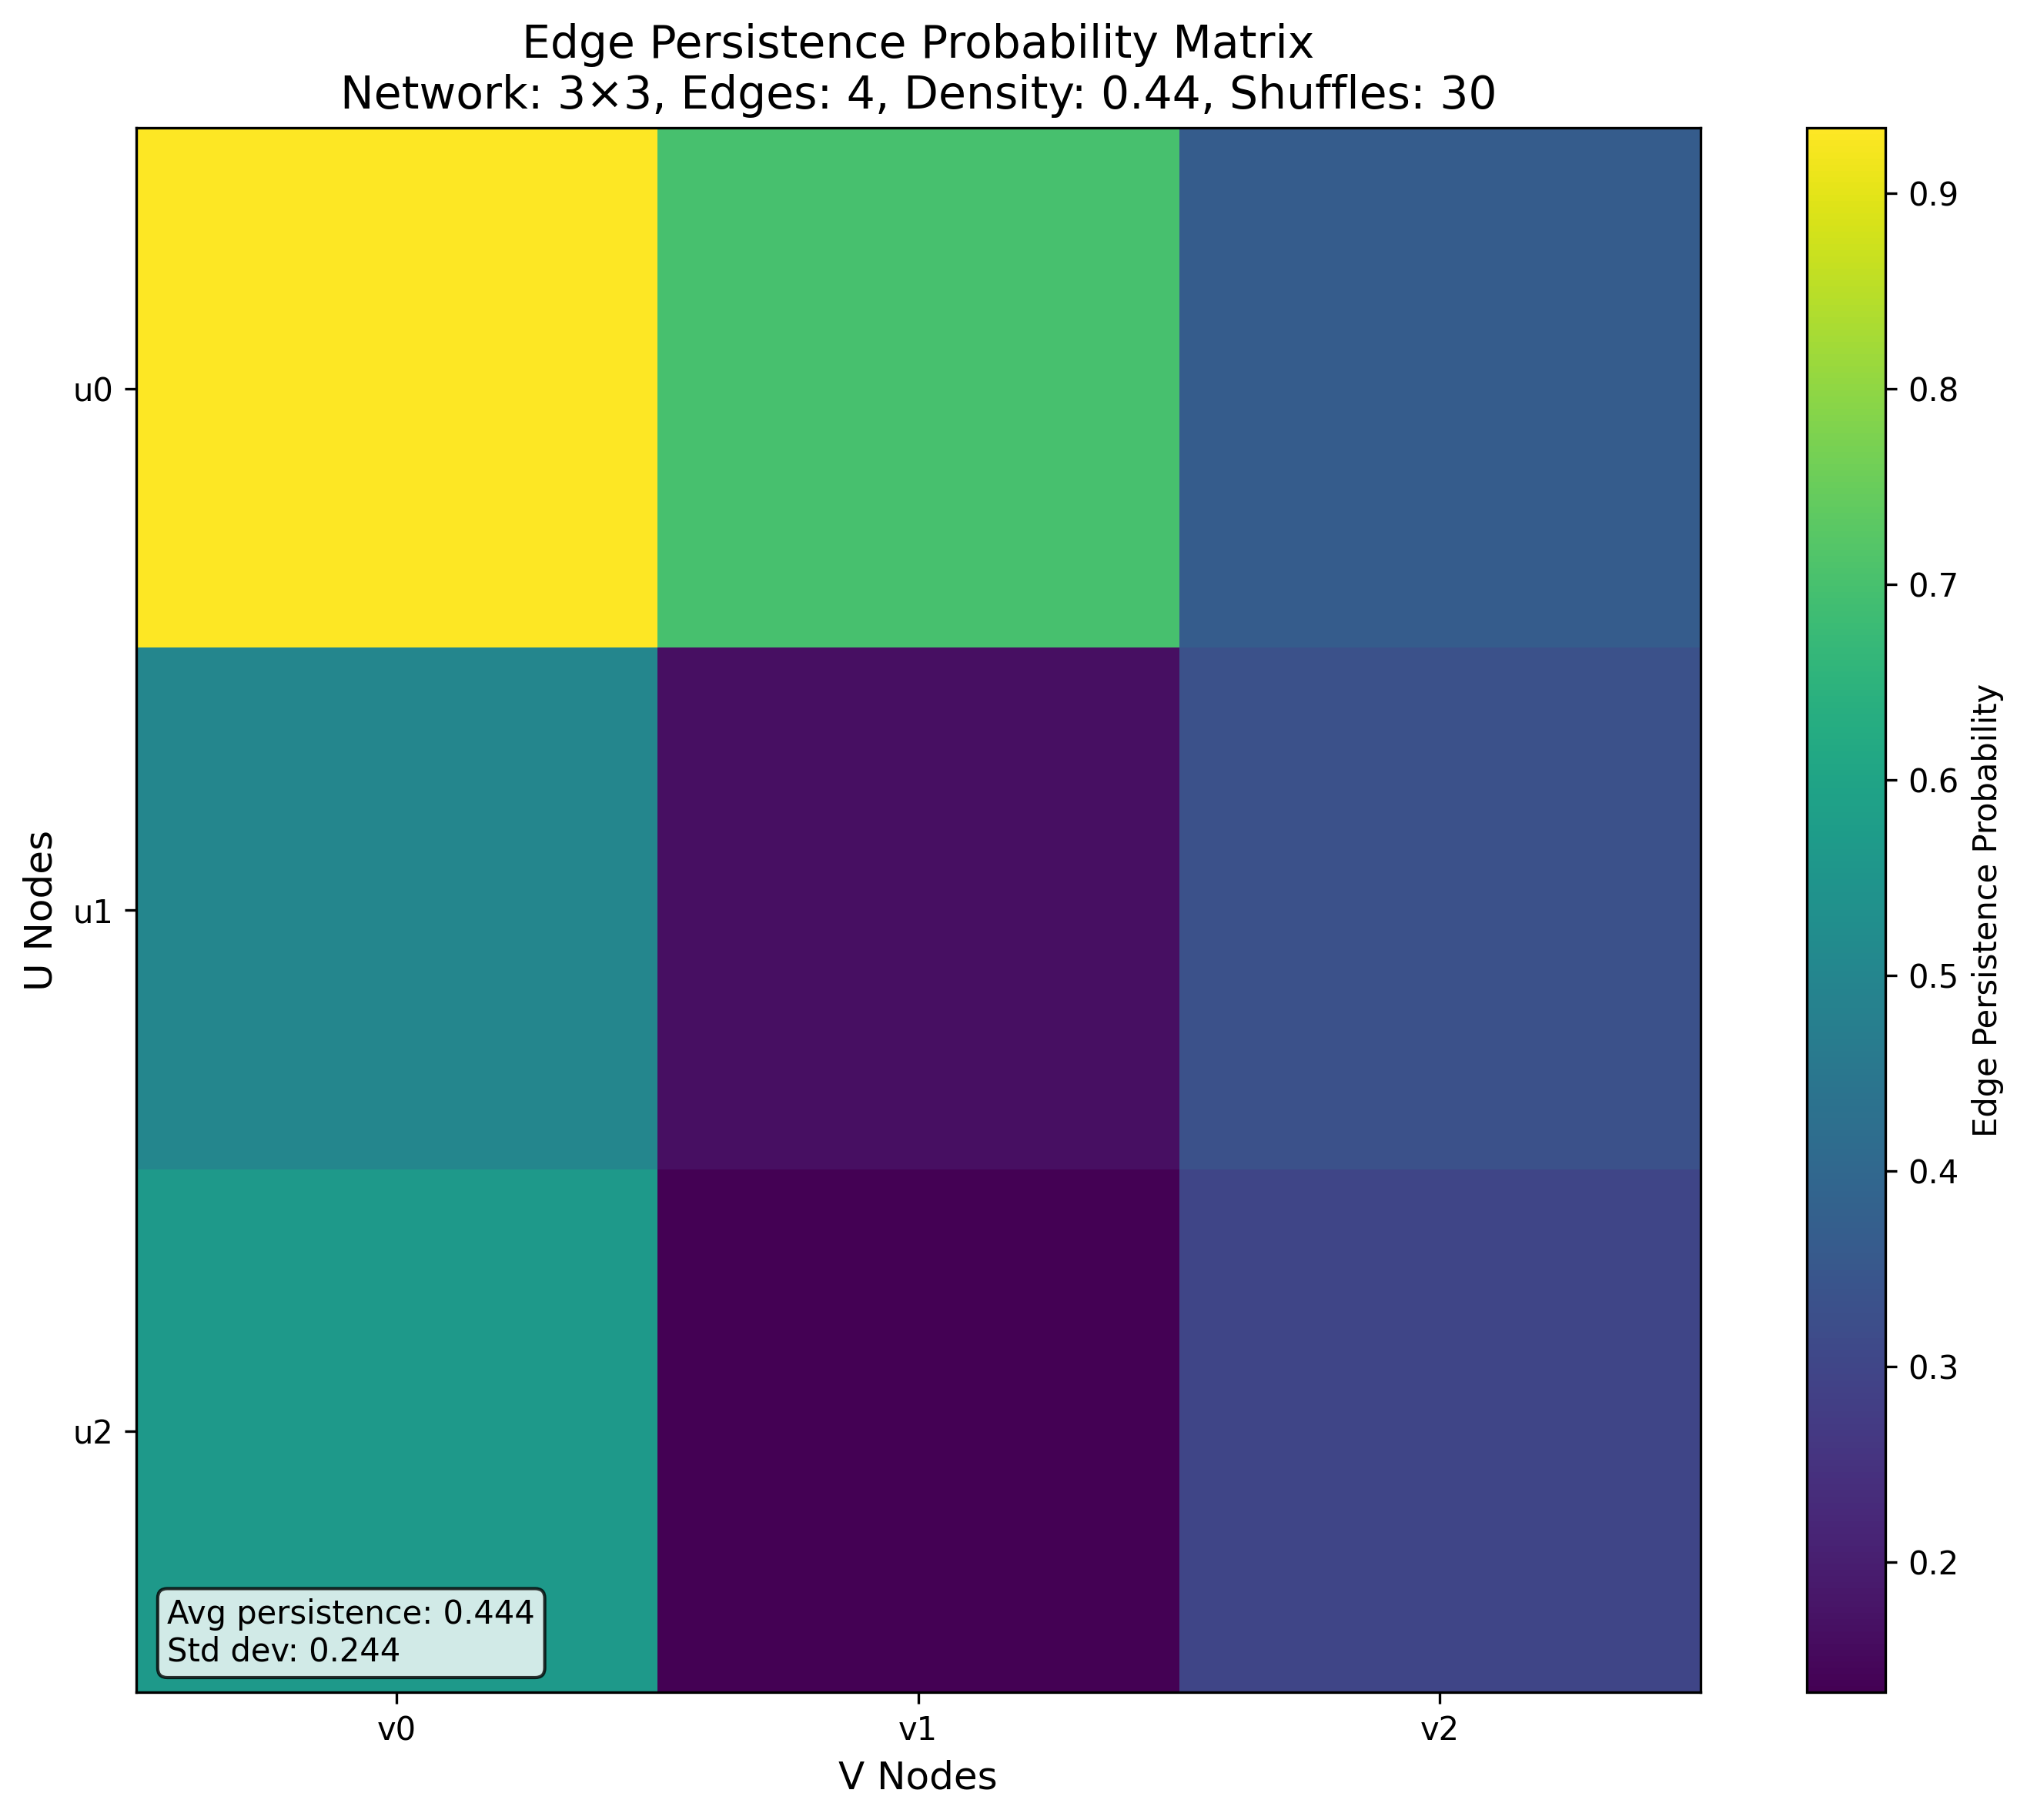 Edge Persistence Probability Matrix
Network: 3×3, Edges: 4, Density: 0.44, Shuffles: 30
U Nodes
u0
u1
u2
Avg persistence: 0.444
Std dev: 0.244
v0
v1
v2
V Nodes
0.9
0.8
0.7
0.6
0.5
0.4
0.3
0.2
Edge Persistence Probability